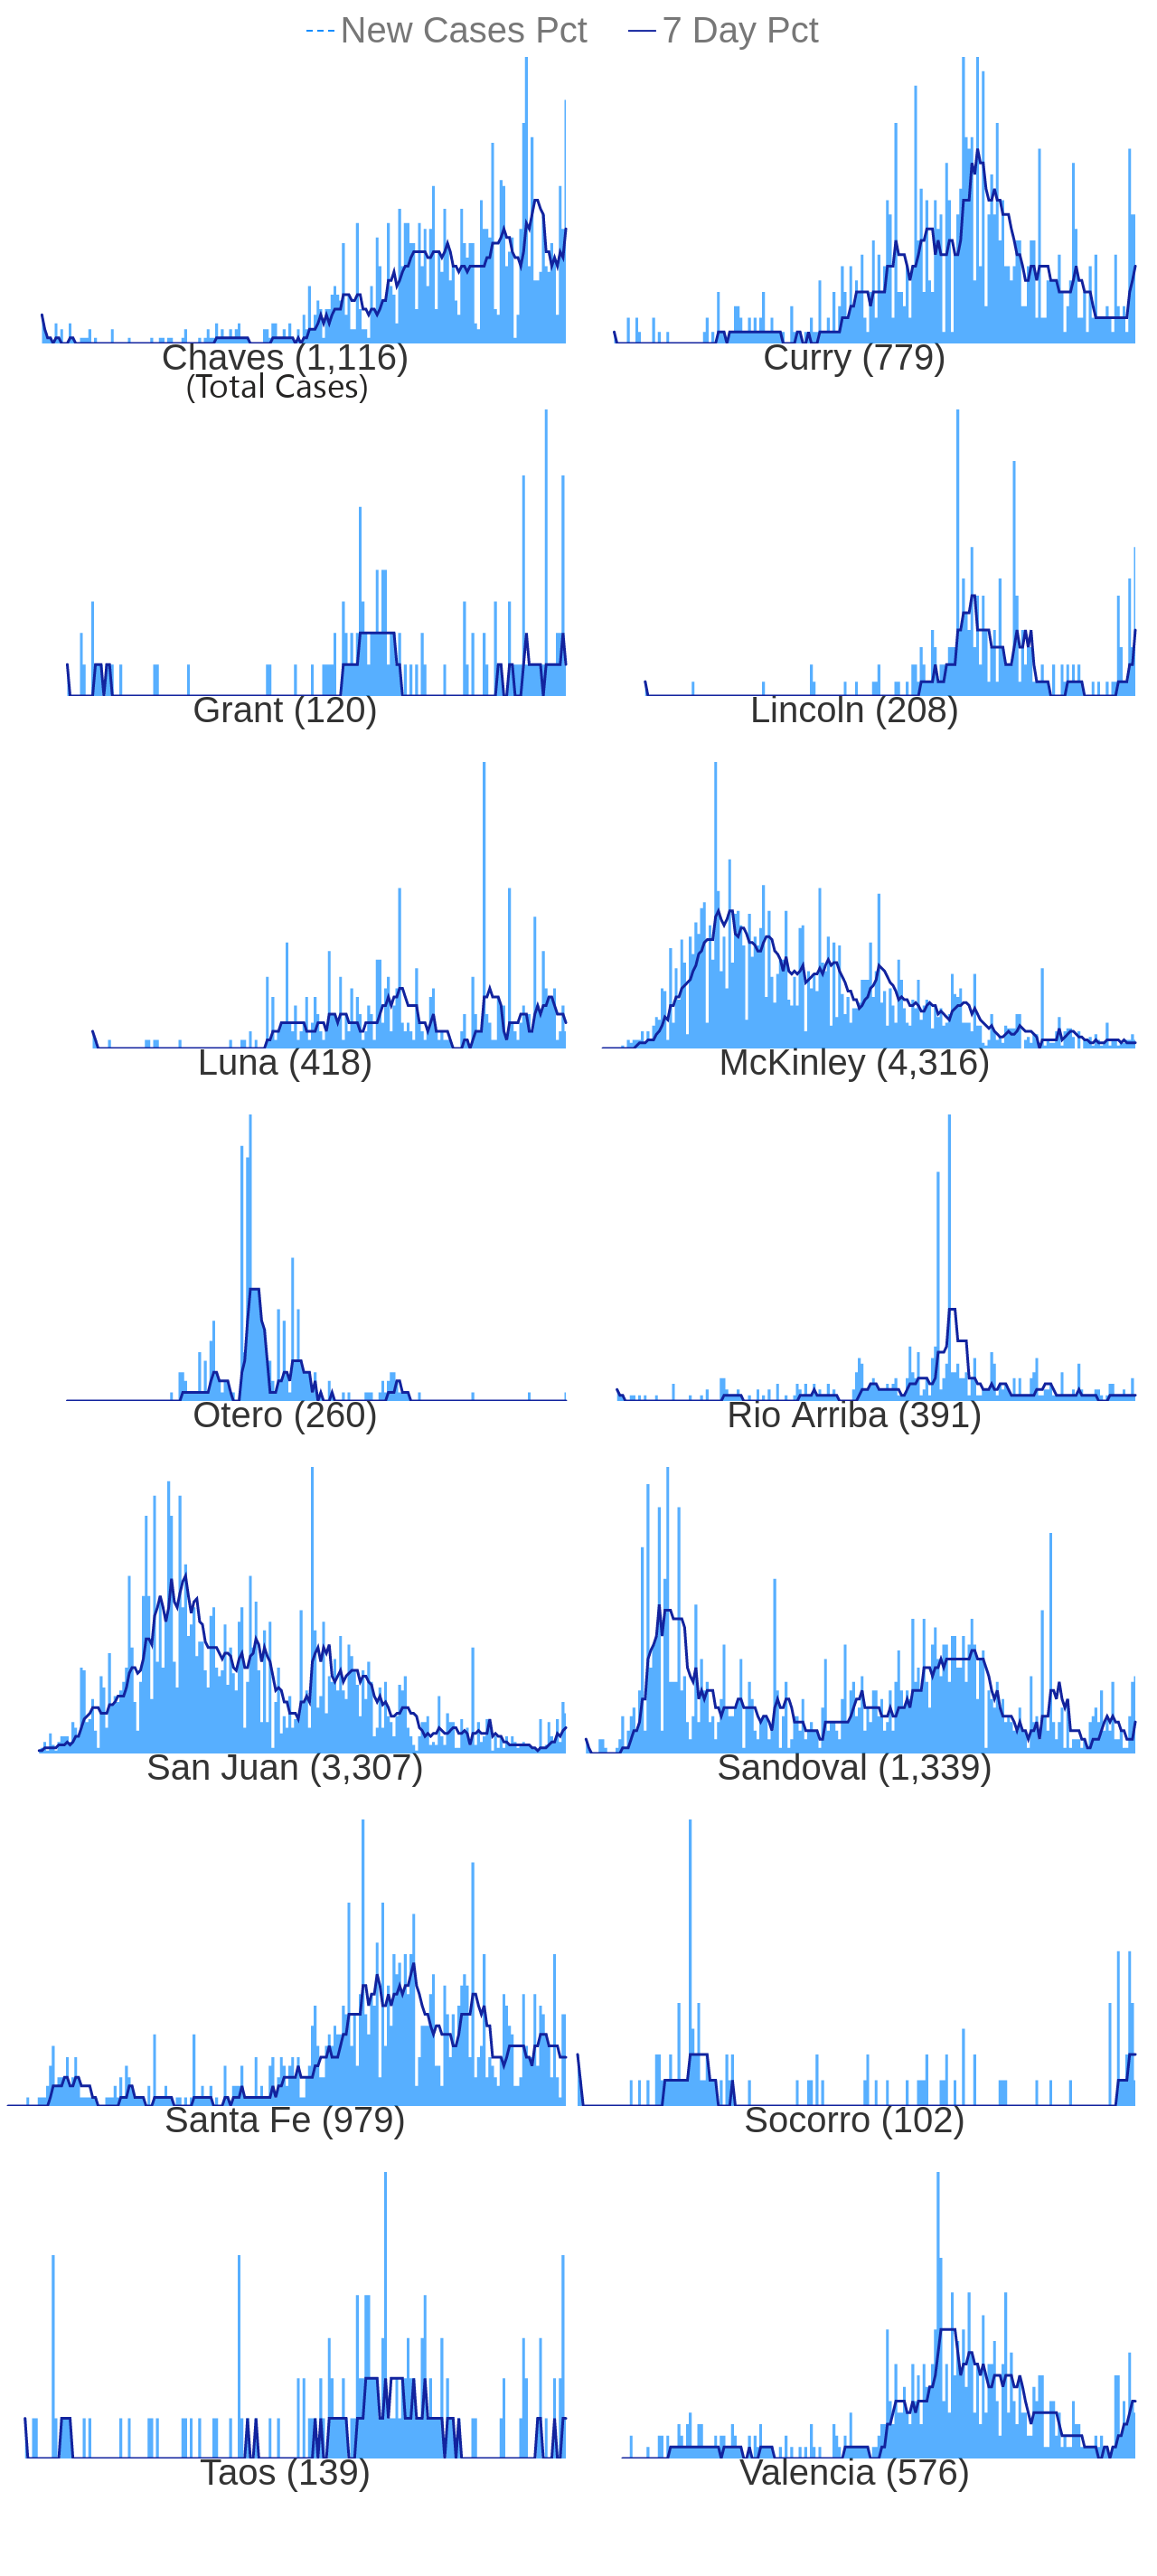 New Cases Pct 7 Day Pct
Chaves (1,116) Curry (779)
(Total Cases)
Grant (120) Lincoln (208)
Luna (418) McKinley (4,316)
Otero (260) Rio Arriba (391)
San Juan (3,307) Sandoval (1,339)
Santa Fe (979) Socorro (102)
Taos (139) Valencia (576)